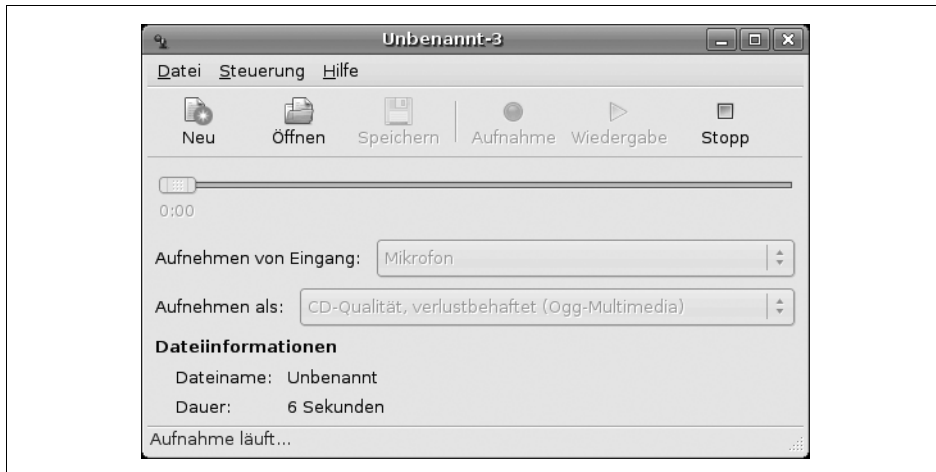 Unbenannt-3
Datei Steuerung Hilfe
Neu Öffnen Speichern Aufnahme Wiedergabe Stopp
0:00
Aufnehmen von Eingang: Mikrofon
Aufnehmen als: CD-Qualität, verlustbehaftet (Ogg-Multimedia)
Dateiinformationen
Dateiname: Unbenannt
Dauer: 6 Sekunden
Aufnahme läuft...